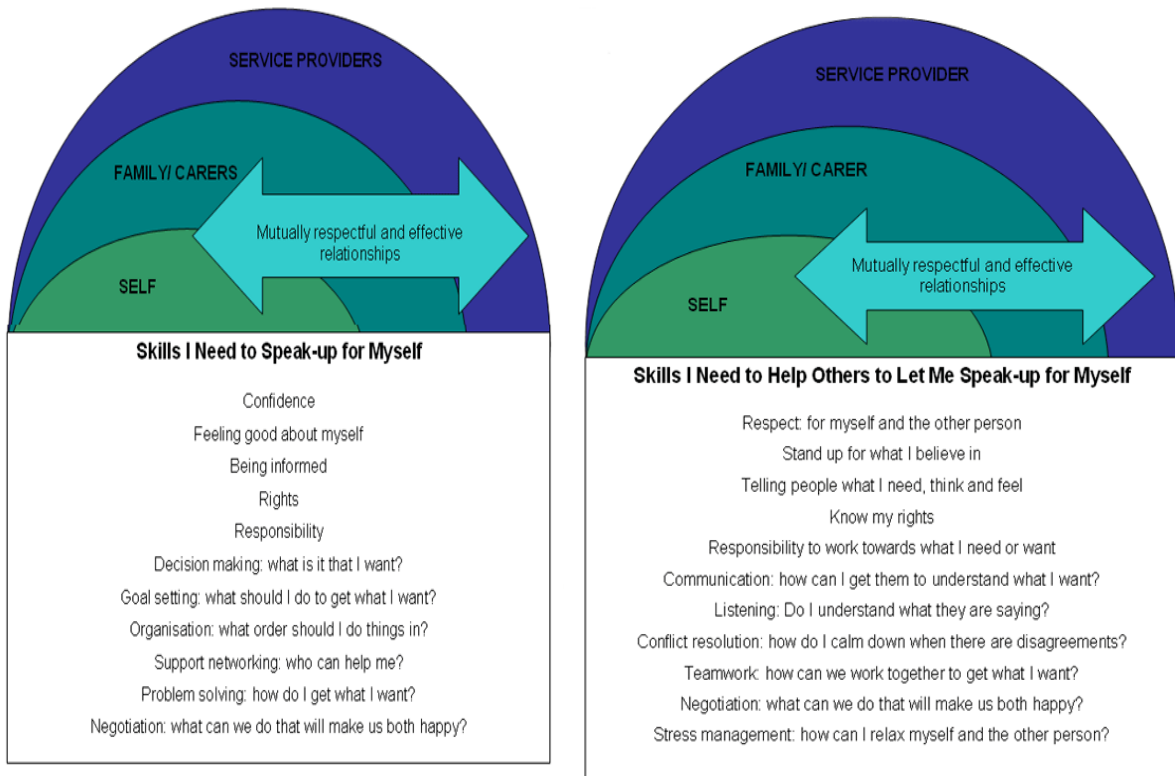 SERVICE PROVIDERS
FAMILY/ CARERS
Mutually respectful and effective
relationships
SELF
Skills I Need to Speak-up for Myself
Confidence
Feeling good about myself
Being informed
Rights
Responsibility
Decision making: what is it that I want?
Goal setting: what should I do to get what I want?
Organisation: what order should I do things in?
Support networking: who can help me?
Problem solving: how do I get what I want?
Negotiation: what can we do that will make us both happy?
SERVICE PROVIDER
FAMILY/ CARER
Mutually respectful and effective
relationships
SELF
Skills I Need to Help Others to Let Me Speak-up for Myself
Respect: for myself and the other person
Stand up for what I believe in
Telling people what I need, think and feel
Know my rights
Responsibility to work towards what I need or want
Communication: how can I get them to understand what I want?
Listening: Do I understand what they are saying?
Conflict resolution: how do I calm down when there are disagreements?
Teamwork: how can we work together to get what I want?
Negotiation: what can we do that will make us both happy?
Stress management: how can I relax myself and the other person?